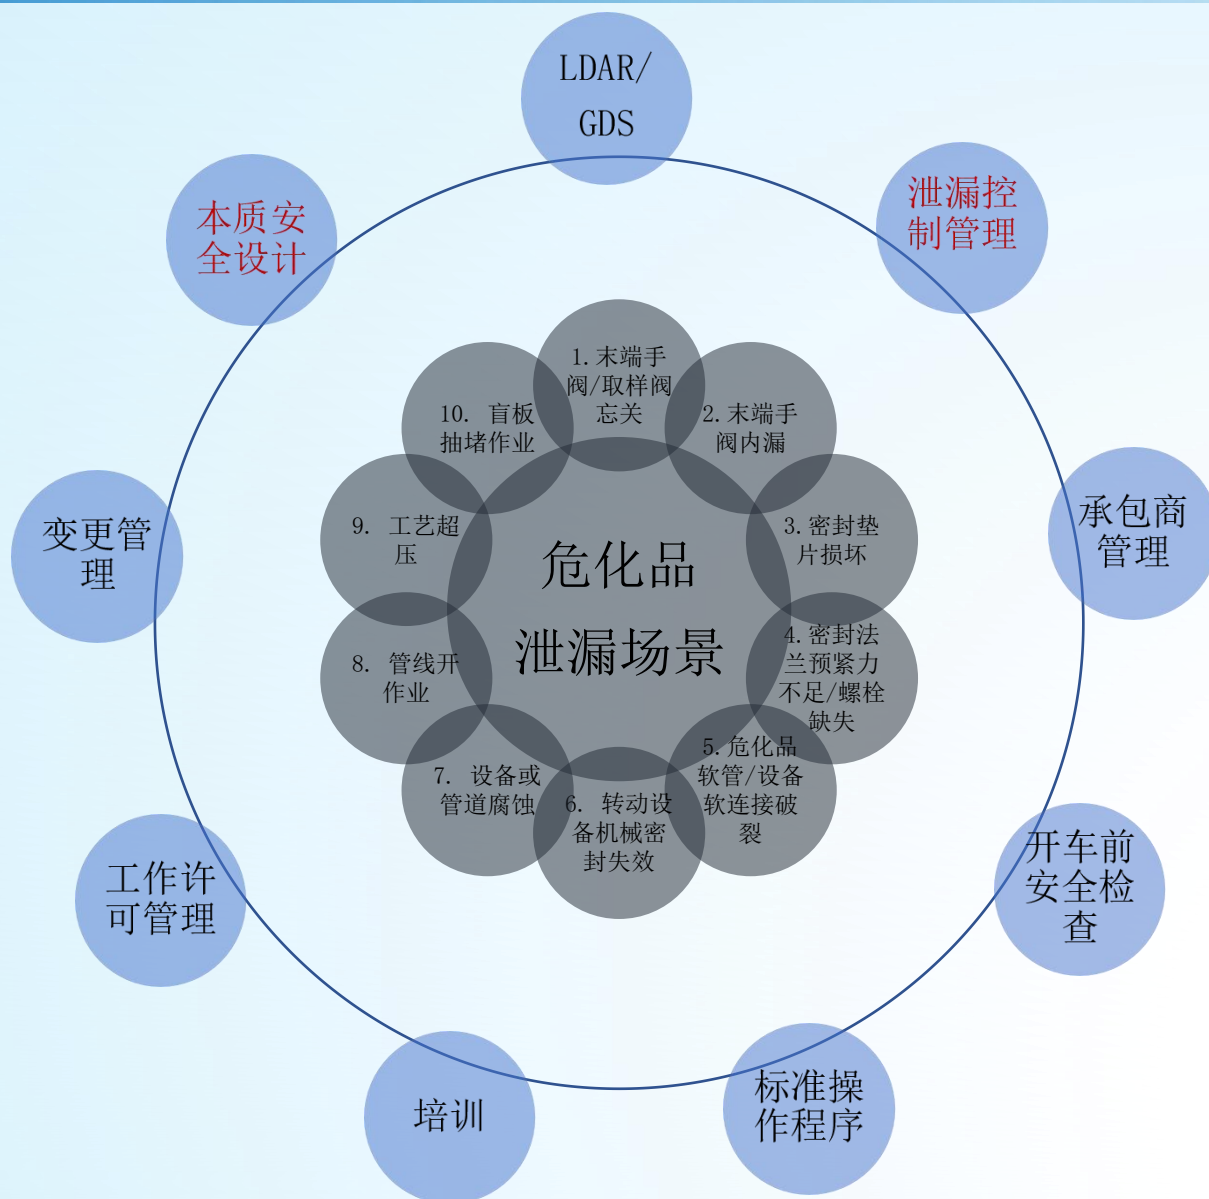 LDAR/
GDS
泄漏控
制管理
承包商
管理
开车前
安全检
查
标准操
作程序
培训
工作许
可管理
变更管
理
本质安
全设计
1.末端手
阀/取样阀
忘关
2.末端手
阀内漏
3.密封垫
片损坏
4.密封法
兰预紧力
不足/螺栓
缺失
5.危化品
软管/设备
软连接破
裂
6. 转动设
备机械密
封失效
7. 设备或
管道腐蚀
8. 管线开
作业
9. 工艺超
压
10. 盲板
抽堵作业
危化品
泄漏场景